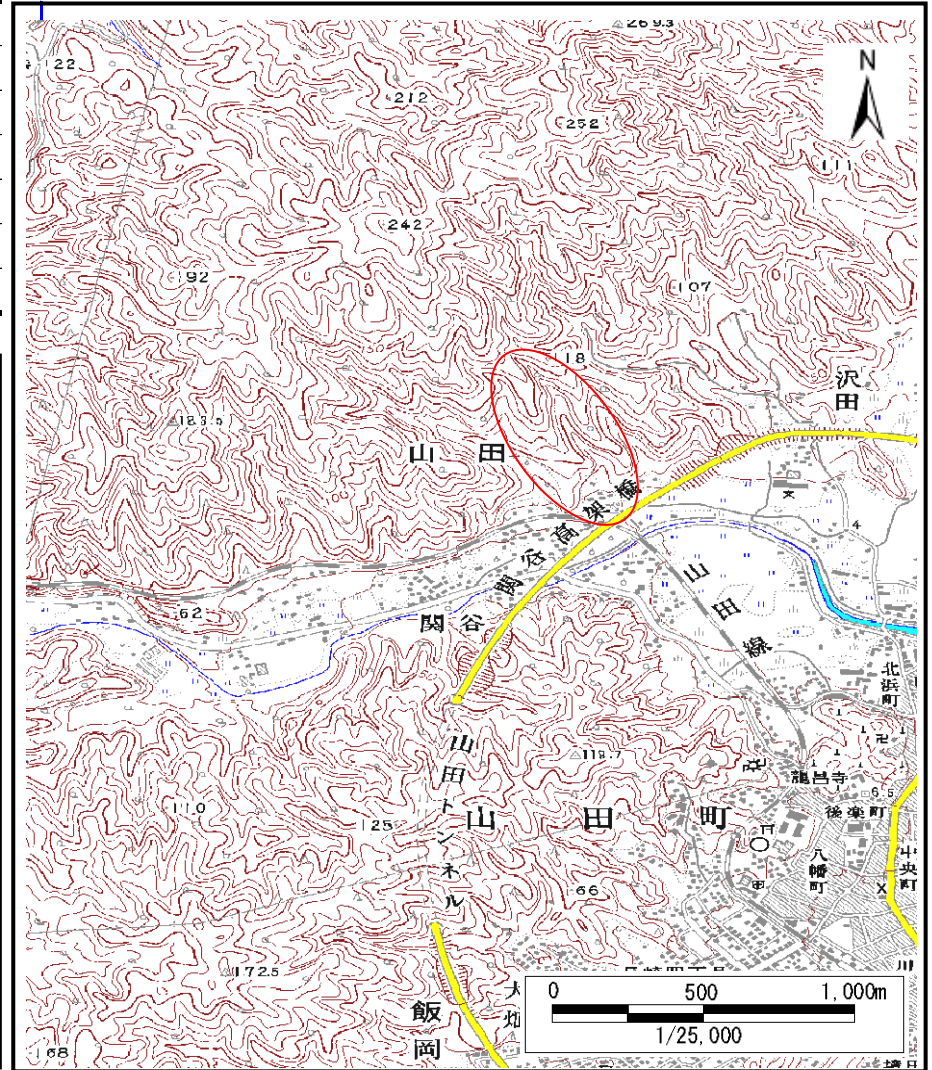 269.3
122
212
252
N
111
242
192
107
18
沢田
183.5
山田
関谷高架橋
4
62
関谷
山田線
北浜町
山田トンネル
119.7
龍昌寺
6.5
後楽町
110
125
山田町
中央町
八幡町
66
172.5
川
飯岡
大畑
168
0 500 1,000m
1/25,000